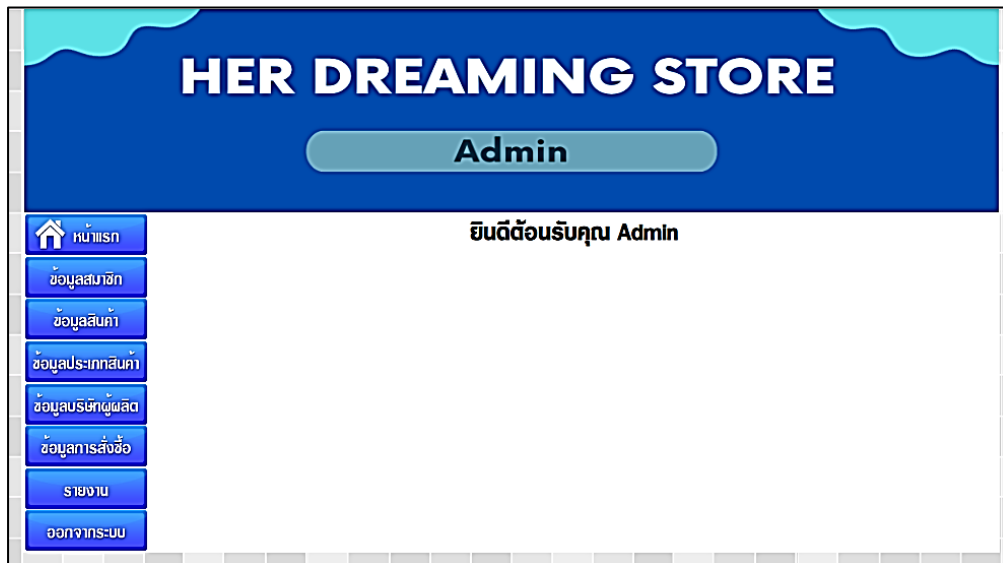 HER DREAMING STORE
Admin
หน้าแรก
ยินดีต้อนรับคุณ Admin
ข้อมูลสมาชิก
ข้อมูลสินค้า
ข้อมูลประเภทสินค้า
ข้อมูลบริษัทผู้ผลิต
ข้อมูลการสั่งซื้อ
รายงาน
ออกจากระบบ